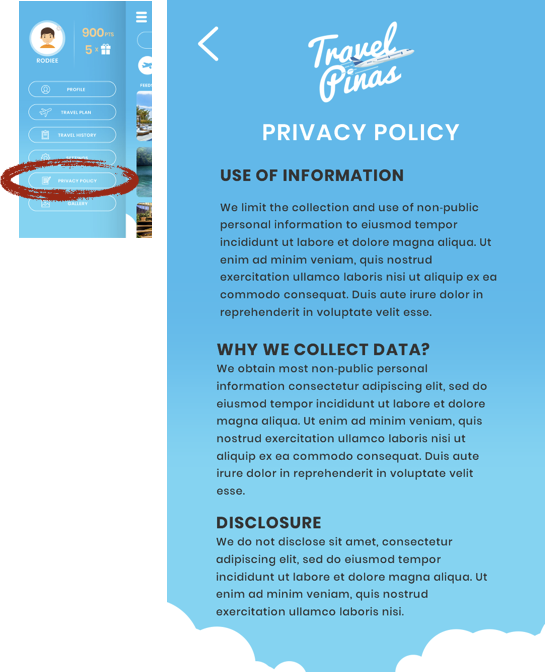 900 PTS
5 x
RODIEE
PROFILE
TRAVEL PLAN
TRAVEL HISTORY
PRIVACY POLICY
GALLERY
Travel
Pinas
PRIVACY POLICY
USE OF INFORMATION
We limit the collection and use of non-public
personal information to eiusmod tempor
incididunt ut labore et dolore magna aliqua. Ut
enim ad minim veniam, quis nostrud
exercitation ullamco laboris nisi ut aliquip ex ea
commodo consequat. Duis aute irure dolor in
reprehenderit in voluptate velit esse.
WHY WE COLLECT DATA?
We obtain most non-public personal
information consectetur adipiscing elit, sed do
eiusmod tempor incididunt ut labore et dolore
magna aliqua. Ut enim ad minim veniam, quis
nostrud exercitation ullamco laboris nisi ut
aliquip ex ea commodo consequat. Duis aute
irure dolor in reprehenderit in voluptate velit
esse.
DISCLOSURE
We do not disclose sit amet, consectetur
adipiscing elit, sed do eiusmod tempor
incididunt ut labore et dolore magna aliqua. Ut
enim ad minim veniam, quis nostrud
exercitation ullamco laboris nisi.